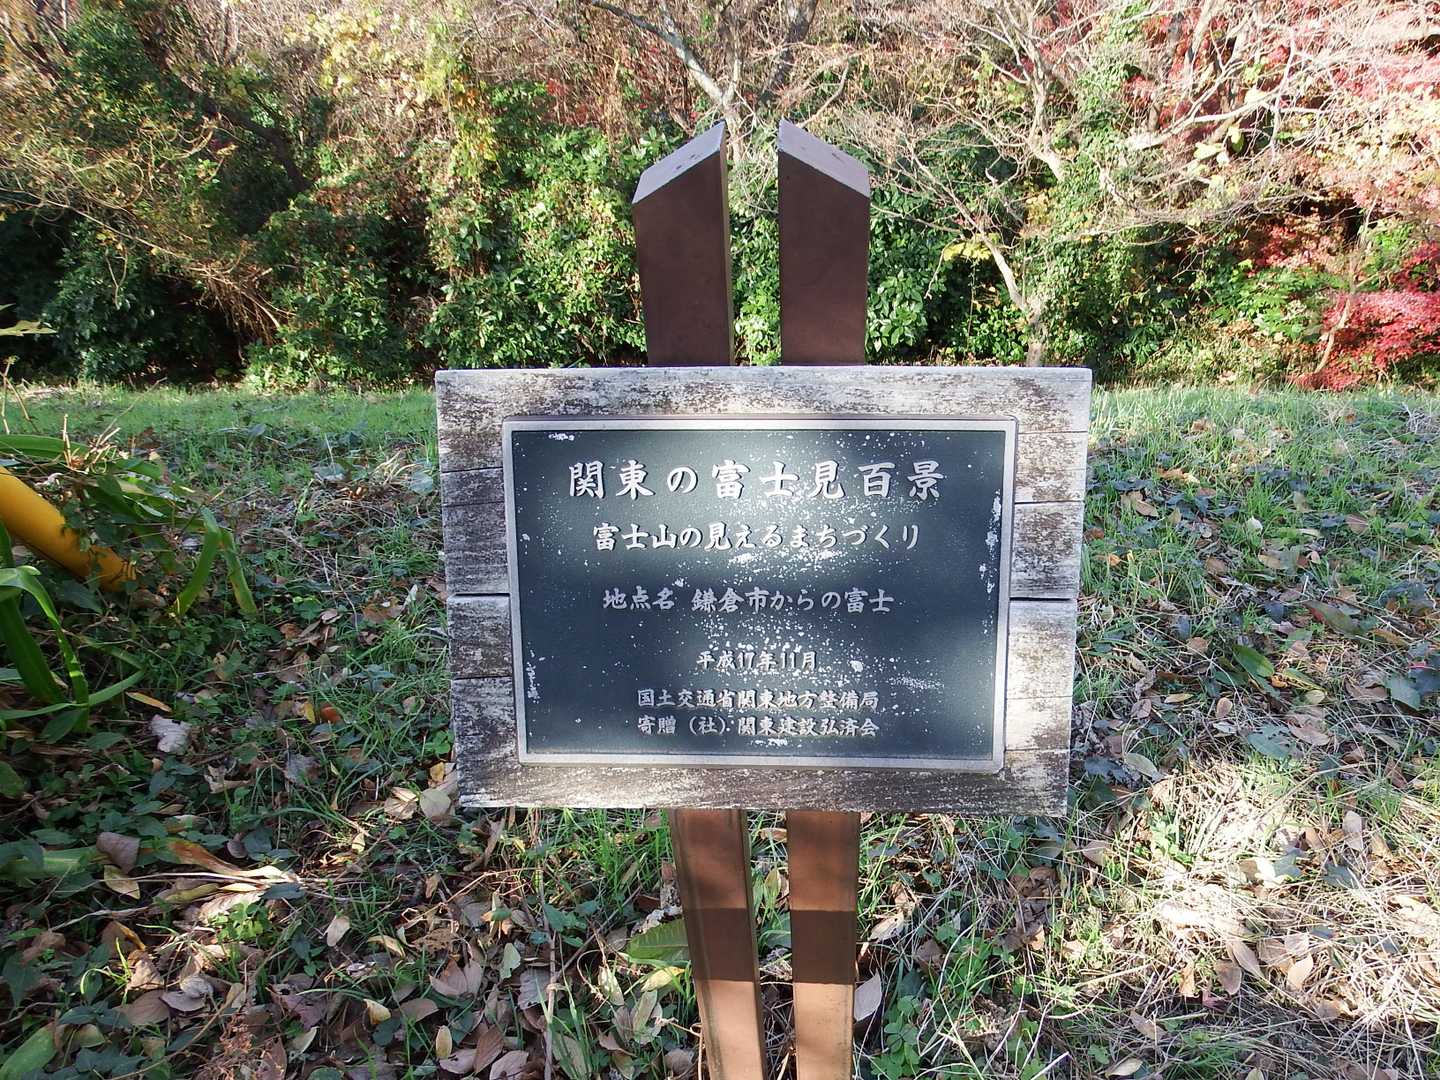 関東の富士見百景
富士山の見えるまちづくり
地点名 鎌倉市からの富士
平成17年11月
国土交通省関東地方整備局
寄贈（社）関東建設弘済会